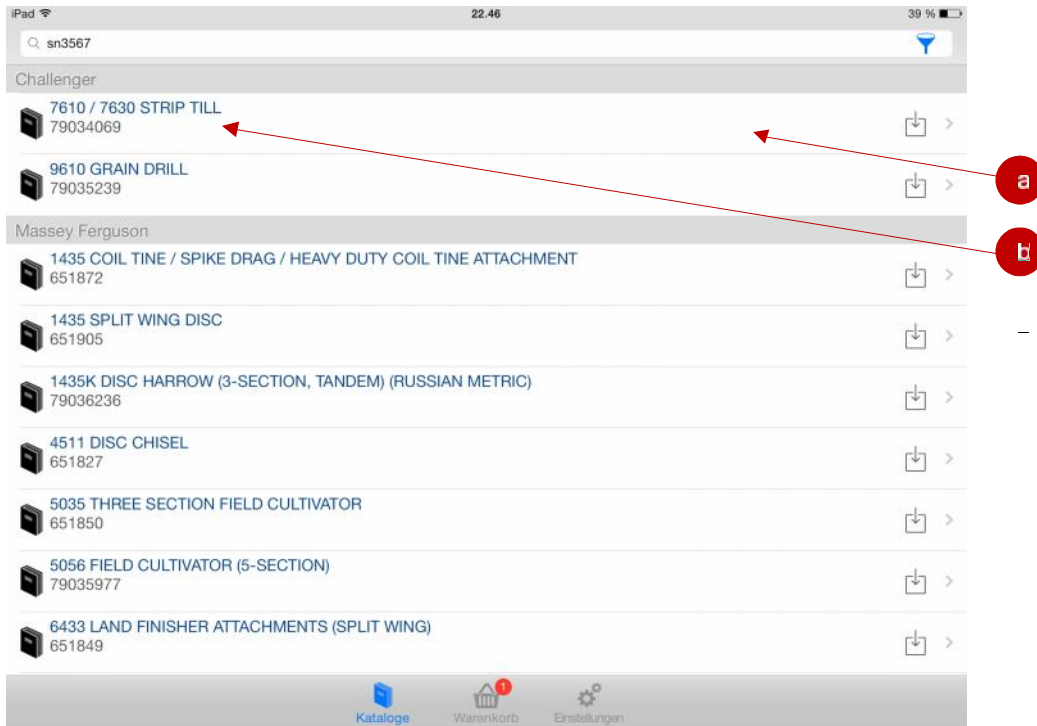 iPad 22.46 39 %
sn3567
Challenger
7610 / 7630 STRIP TILL
79034069
a
9610 GRAIN DRILL
79035239
Massey Ferguson
b
1435 COIL TINE / SPIKE DRAG / HEAVY DUTY COIL TINE ATTACHMENT
651872
1435 SPLIT WING DISC
651905
–
1435K DISC HARROW (3-SECTION, TANDEM) (RUSSIAN METRIC)
79036236
4511 DISC CHISEL
651827
5035 THREE SECTION FIELD CULTIVATOR
651850
5056 FIELD CULTIVATOR (5-SECTION)
79035977
6433 LAND FINISHER ATTACHMENTS (SPLIT WING)
651849
1
Kataloge Warenkorb Einstellungen